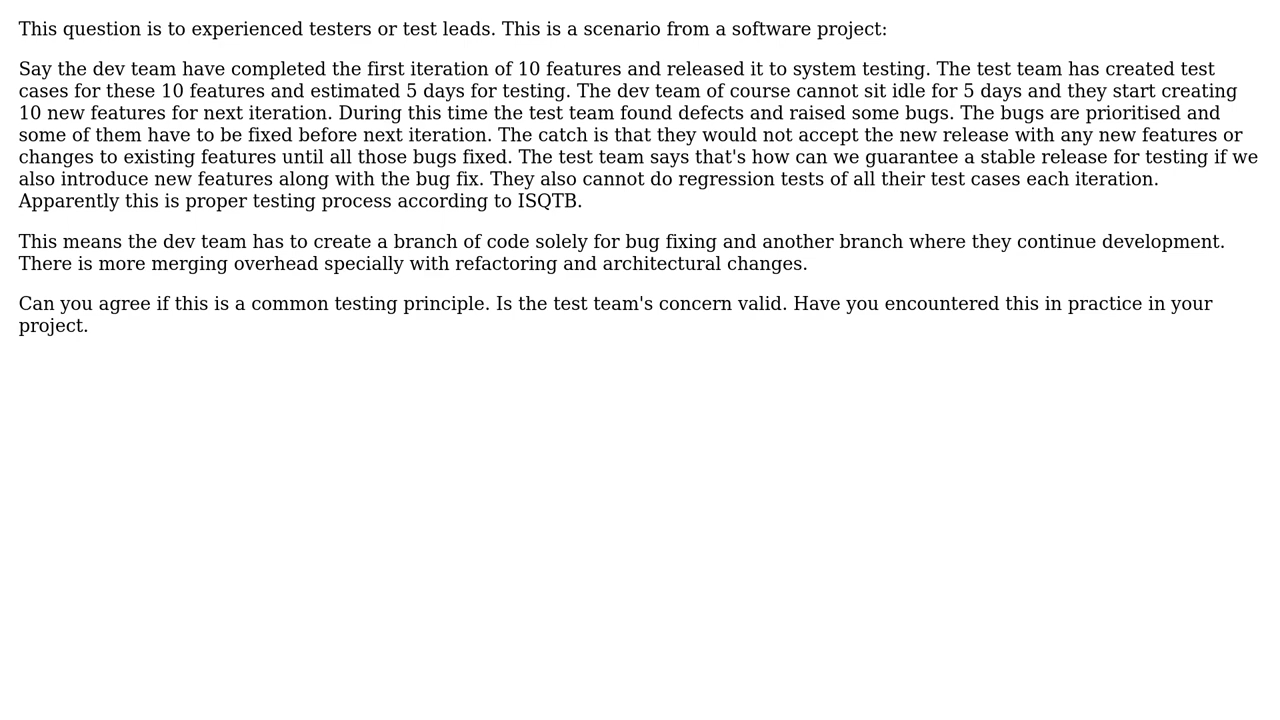 This question is to experienced testers or test leads. This is a scenario from a software project:
Say the dev team have completed the first iteration of 10 features and released it to system testing. The test team has created test
cases for these 10 features and estimated 5 days for testing. The dev team of course cannot sit idle for 5 days and they start creating
10 new features for next iteration. During this time the test team found defects and raised some bugs. The bugs are prioritised and
some of them have to be fixed before next iteration. The catch is that they would not accept the new release with any new features or
changes to existing features until all those bugs fixed. The test team says that's how can we guarantee a stable release for testing if we
also introduce new features along with the bug fix. They also cannot do regression tests of all their test cases each iteration.
Apparently this is proper testing process according to ISQTB.
This means the dev team has to create a branch of code solely for bug fixing and another branch where they continue development.
There is more merging overhead specially with refactoring and architectural changes.
Can you agree if this is a common testing principle. Is the test team's concern valid. Have you encountered this in practice in your
project.